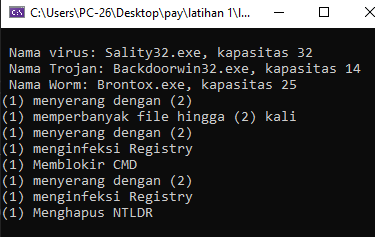 C:\Users\PC-26\Desktop\pay\latihan 1\l...
Nama virus: Sality32.exe, kapasitas 32
Nama Trojan: Backdoorwin32.exe, kapasitas 14
Nama Worm: Brontox.exe, kapasitas 25
(1) menyerang dengan (2)
(1) memperbanyak file hingga (2) kali
(1) menyerang dengan (2)
(1) menginfeksi Registry
(1) Memblokir CMD
(1) menyerang dengan (2)
(1) menginfeksi Registry
(1) Menghapus NTLDR